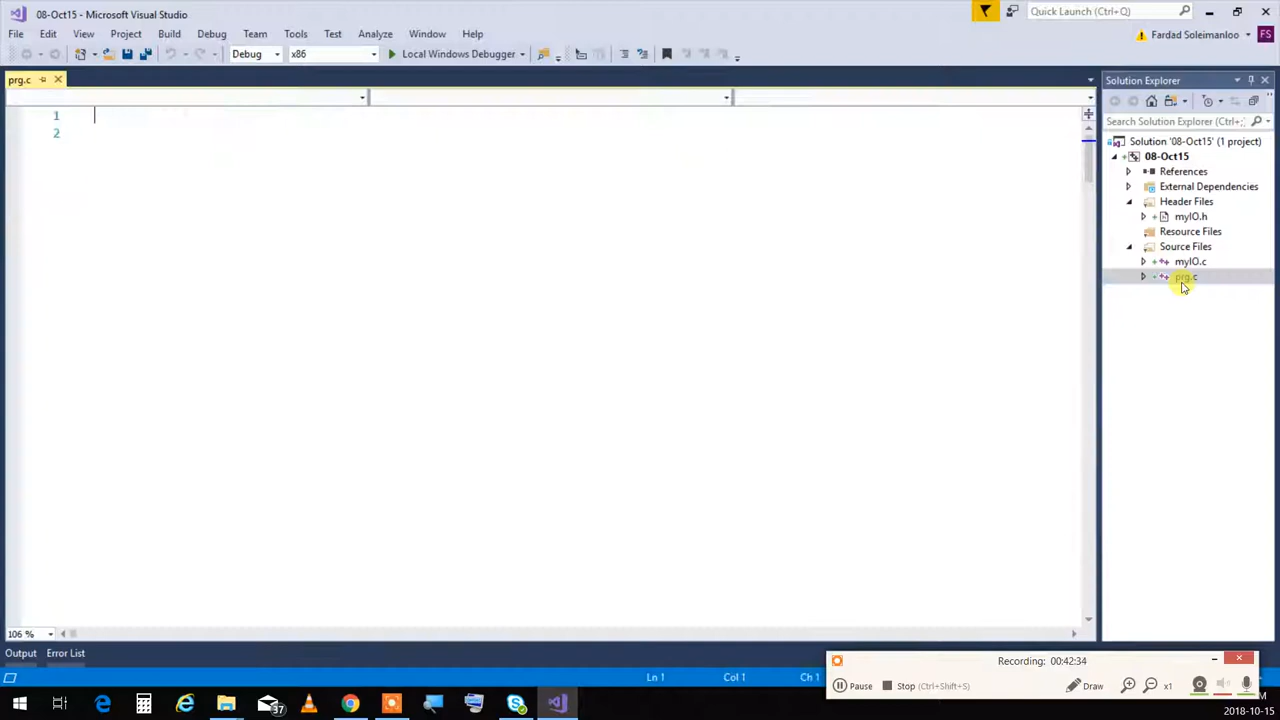 08-Oct15 - Microsoft Visual Studio
Quick Launch (Ctrl+Q)
File Edit View Project Build Debug Team Tools Test Analyze Window Help
Fardad Soleimanloo FS
Debug x86 Local Windows Debugger
prg.c
Solution Explorer
Search Solution Explorer (Ctrl+;)
1
2
Solution '08-Oct15' (1 project)
08-Oct15
References
External Dependencies
Header Files
myIO.h
Resource Files
Source Files
myIO.c
prg.c
106 %
Output Error List
Ln 1 Col 1 Ch 1
Recording: 00:42:34
Pause Stop (Ctrl+Shift+S) Draw x1
37
M
2018-10-15